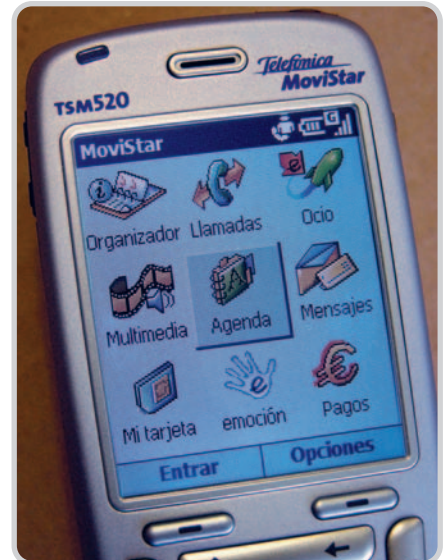 Telefónica
MoviStar
TSM520
MoviStar
G
Organizador Llamadas Ocio
Multimedia Agenda Mensajes
Mi tarjeta emoción Pagos
Entrar Opciones